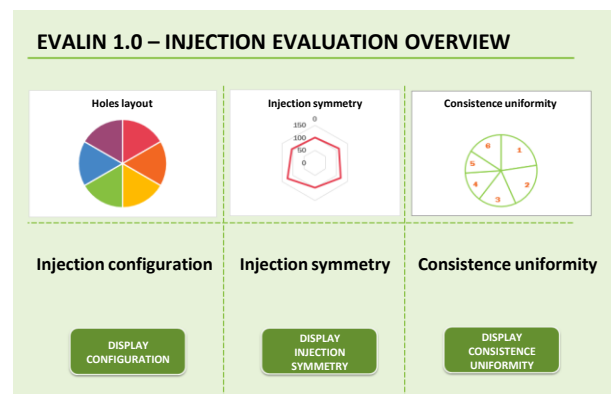 EVALIN 1.0 – INJECTION EVALUATION OVERVIEW
Holes layout
Injection symmetry
0
150
100
50
0
Consistence uniformity
6
1
5
2
4
3
Injection configuration
Injection symmetry
Consistence uniformity
DISPLAY
CONFIGURATION
DISPLAY
INJECTION
SYMMETRY
DISPLAY
CONSISTENCE
UNIFORMITY